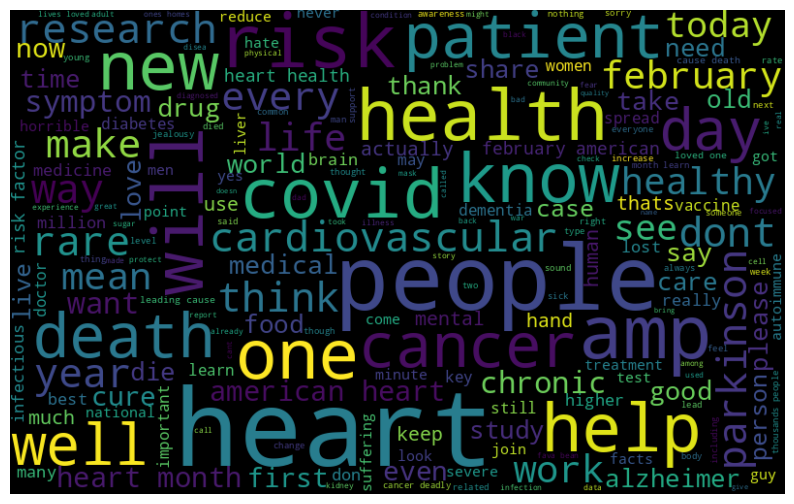 research
risk
patient
today
new
reduce
never
hate
heart health
every
thank
share
women
need
now
time
symptom
drug
february
take
old
health
day
spread
horrible
diabetes
liver
life
actually
february american
make
world
brain
may
know
healthy
loved one
got
way
medicine
men
love
yes
use
covid
dementia
case
thats
vaccine
million
point
said
will
rare
cardiovascular
see
dont
lost
say
mean
medical
people
human
care
really
want
think
food
mental
hand
death
one
cancer
amp
parkinson
person
please
autoimmune
infectious
live
risk factor
doctor
leading cause
come
learn
minute
key
treatment
test
year
die
cure
american heart
chronic
higher
good
best
national
much
important
heart
help
keep
still
study
join
facts
well
many
heart month
first
don
suffering
look
even
severe
work
alzheimer
guy
call
change
kidney
cancer deadly
related
infection
data
body
thousands people
lead
used
feel
among
including
bring
week
cell
always
sick
two
story
sound
type
back
war
right
someone
name
focused
illness
took
called
mask
check
increase
month learn
everyone
real
next
quality
fear
bad
community
support
man
common
problem
physical
condition
awareness
might
nothing
sorry
cause death
rate
black
lives loved
adult
ones homes
young
disea
died
diagnosed
jealousy
thought
doesn
experience
great
sugar
level
thing
made
protect
report
already
though
give